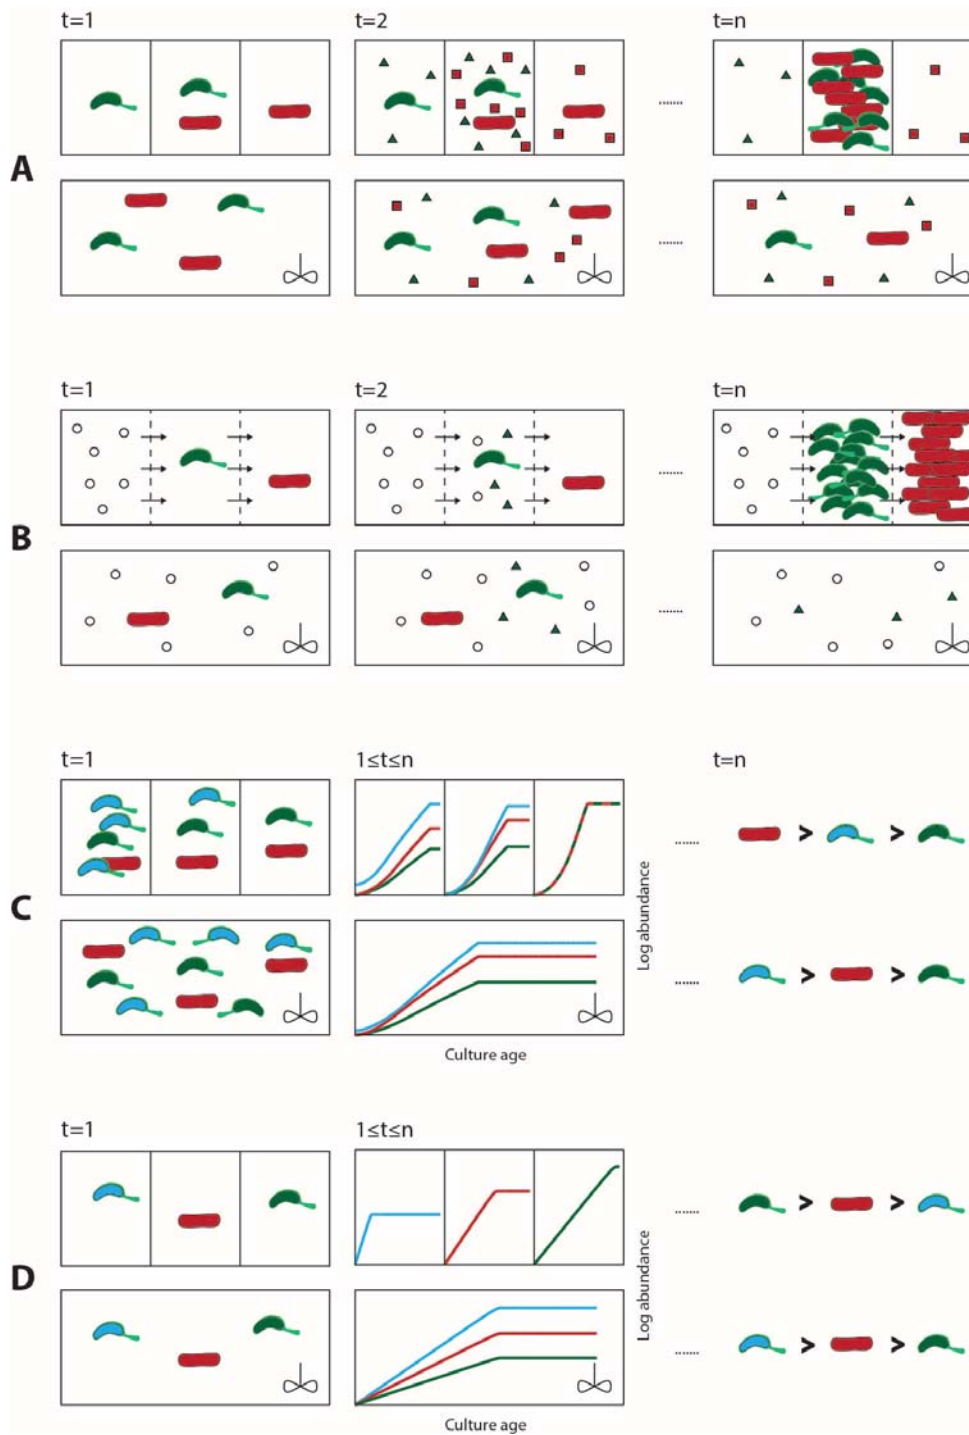 t=1 t=2 t=n
.......
A
.......
t=1 t=2 t=n
.......
B
.......
t=1 1≤t≤n t=n
....... > >
C
Log abundance
....... > >
Culture age
t=1 1≤t≤n
....... > >
D
Log abundance
....... > >
Culture age